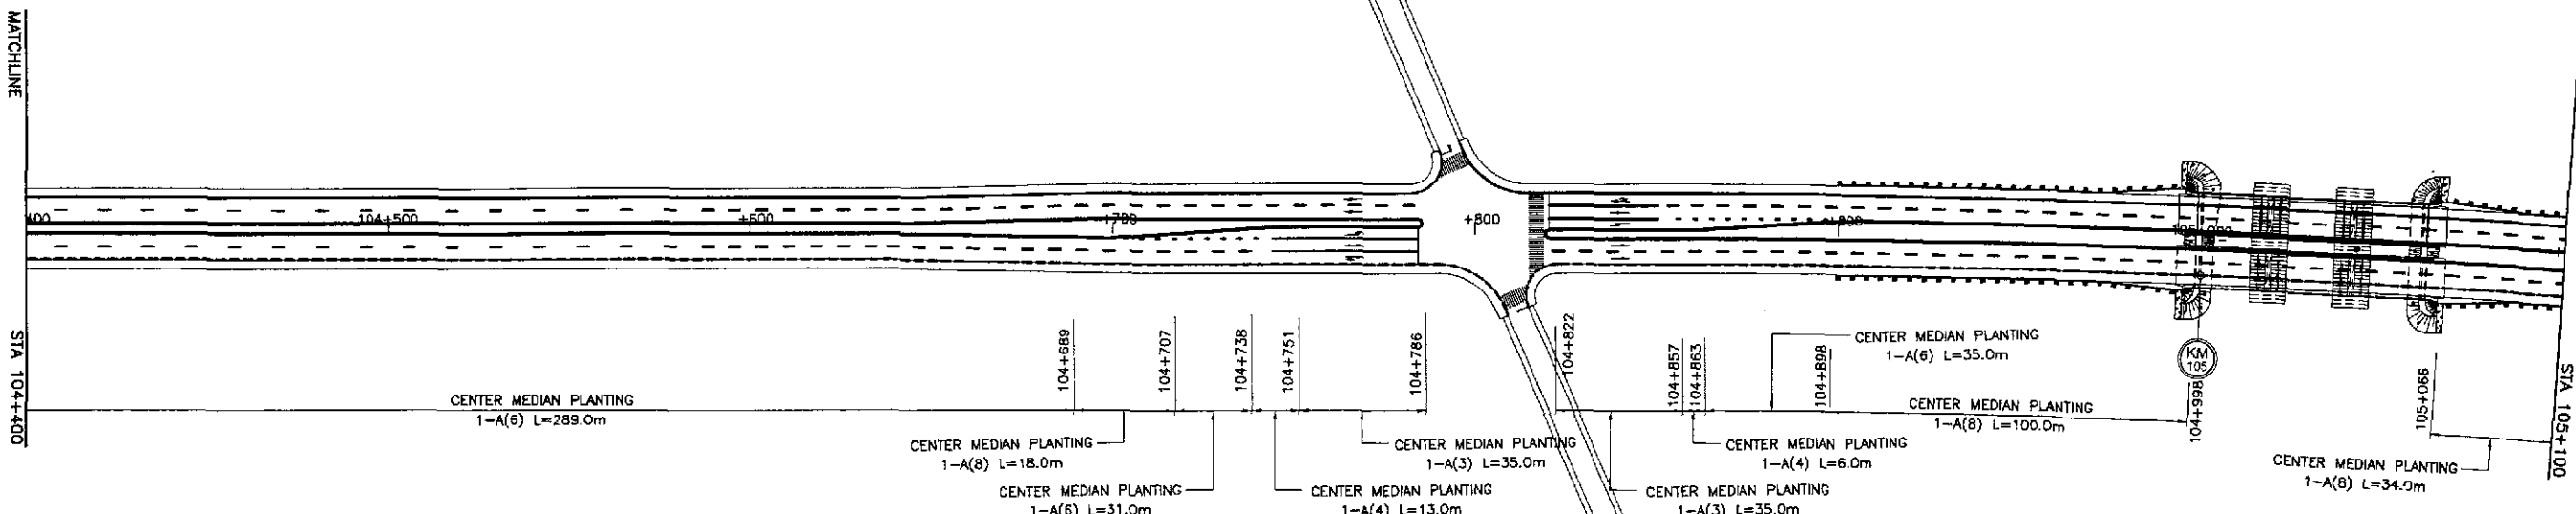 MATCHLINE
STA 104+400
400
104+500
+600
+700
+800
+900
105+000
104+689
104+707
104+738
104+751
104+786
104+822
104+857
104+863
104+898
104+998
105+066
KM
105
STA 105+100
CENTER MEDIAN PLANTING
1-A(6) L=289.0m
CENTER MEDIAN PLANTING
1-A(8) L=18.0m
CENTER MEDIAN PLANTING
1-A(6) L=31.0m
CENTER MEDIAN PLANTING
1-A(3) L=35.0m
CENTER MEDIAN PLANTING
1-A(4) L=13.0m
CENTER MEDIAN PLANTING
1-A(6) L=35.0m
CENTER MEDIAN PLANTING
1-A(8) L=100.0m
CENTER MEDIAN PLANTING
1-A(4) L=6.0m
CENTER MEDIAN PLANTING
1-A(3) L=35.0m
CENTER MEDIAN PLANTING
1-A(8) L=34.0m